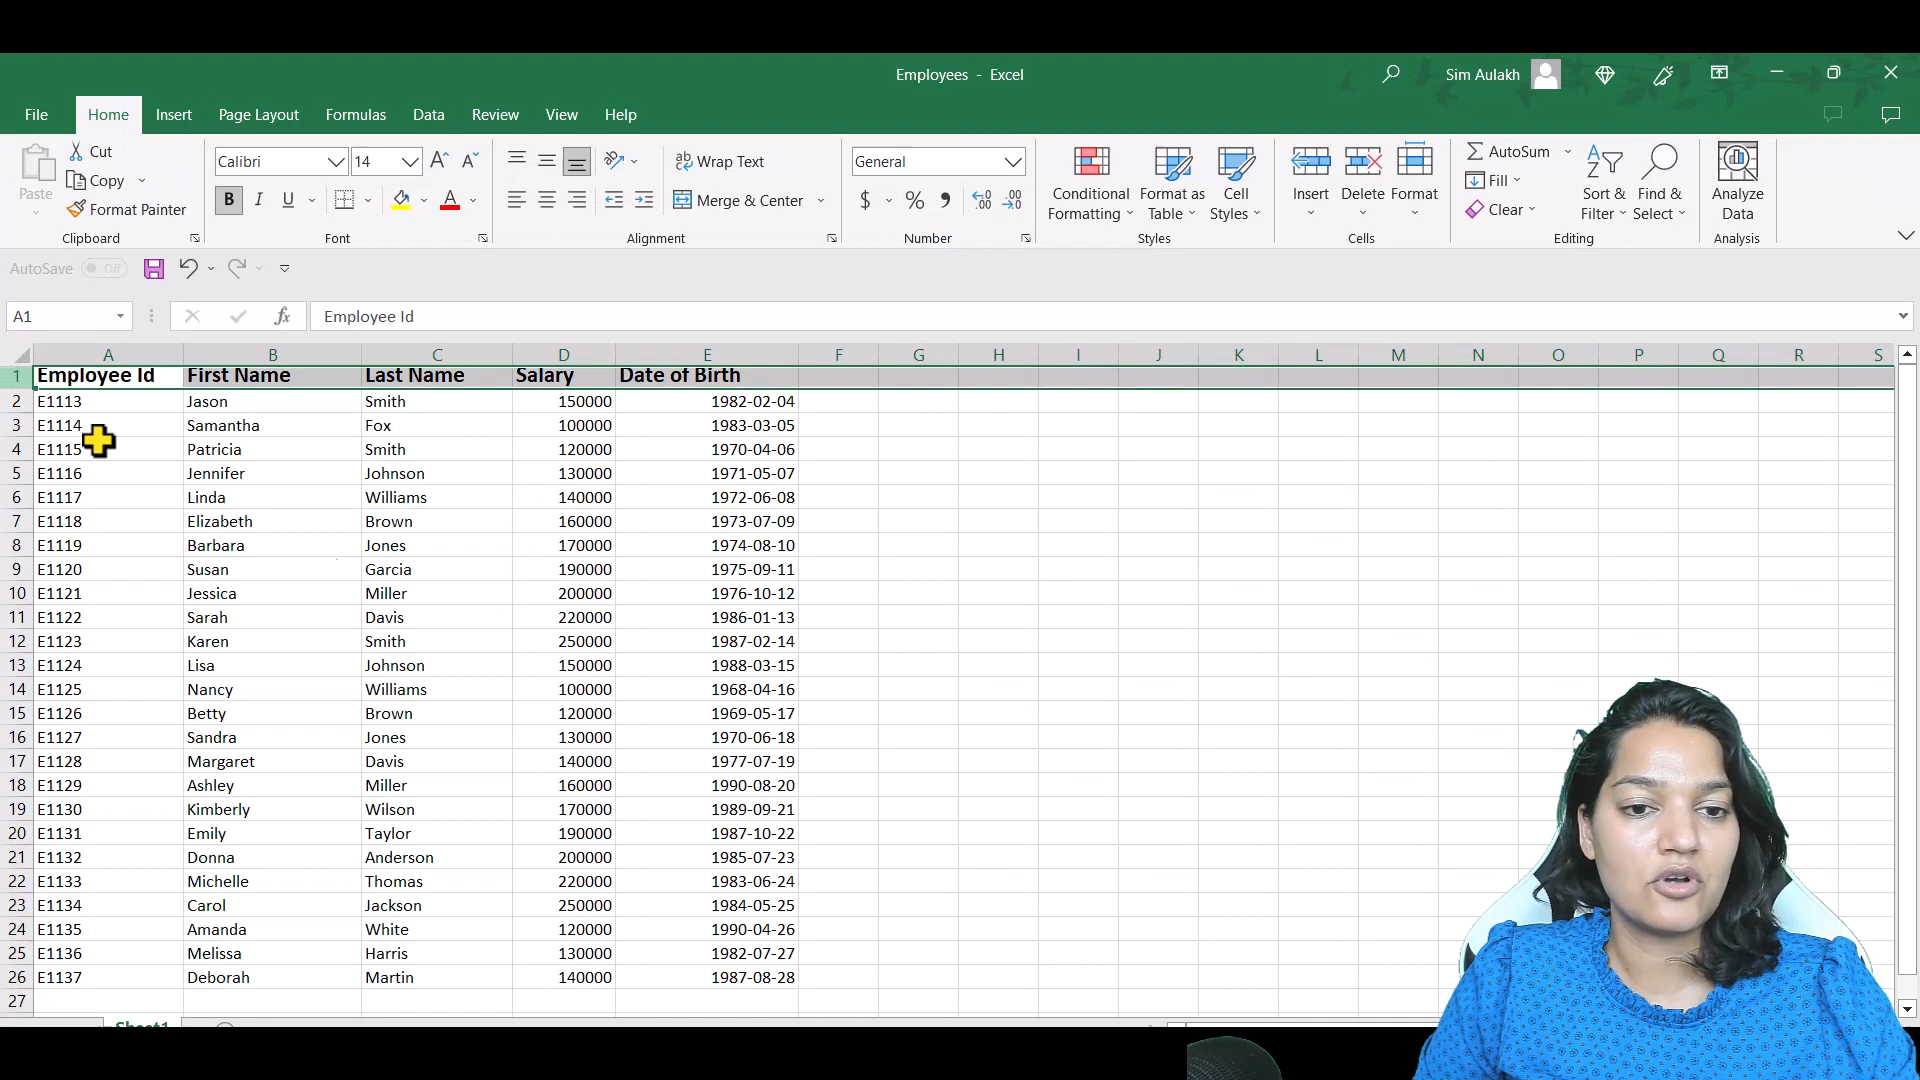 Employees - Excel
Sim Aulakh
File Home Insert Page Layout Formulas Data Review View Help
Paste
Cut
Copy
Format Painter
Clipboard
Calibri 14
B I U
Font
Wrap Text
Merge & Center
Alignment
General
$ % ,
Number
Conditional Formatting
Format as Table
Cell Styles
Styles
Insert Delete Format
Cells
AutoSum
Fill
Clear
Sort & Filter
Find & Select
Editing
Analyze Data
Analysis
AutoSave Off
A1 fx Employee Id
A B C D E F G H I J K L M N O P Q R S
1 Employee Id First Name Last Name Salary Date of Birth
2 E1113 Jason Smith 150000 1982-02-04
3 E1114 Samantha Fox 100000 1983-03-05
4 E1115 Patricia Smith 120000 1970-04-06
5 E1116 Jennifer Johnson 130000 1971-05-07
6 E1117 Linda Williams 140000 1972-06-08
7 E1118 Elizabeth Brown 160000 1973-07-09
8 E1119 Barbara Jones 170000 1974-08-10
9 E1120 Susan Garcia 190000 1975-09-11
10 E1121 Jessica Miller 200000 1976-10-12
11 E1122 Sarah Davis 220000 1986-01-13
12 E1123 Karen Smith 250000 1987-02-14
13 E1124 Lisa Johnson 150000 1988-03-15
14 E1125 Nancy Williams 100000 1968-04-16
15 E1126 Betty Brown 120000 1969-05-17
16 E1127 Sandra Jones 130000 1970-06-18
17 E1128 Margaret Davis 140000 1977-07-19
18 E1129 Ashley Miller 160000 1990-08-20
19 E1130 Kimberly Wilson 170000 1989-09-21
20 E1131 Emily Taylor 190000 1987-10-22
21 E1132 Donna Anderson 200000 1985-07-23
22 E1133 Michelle Thomas 220000 1983-06-24
23 E1134 Carol Jackson 250000 1984-05-25
24 E1135 Amanda White 120000 1990-04-26
25 E1136 Melissa Harris 130000 1982-07-27
26 E1137 Deborah Martin 140000 1987-08-28
27
Sheet1